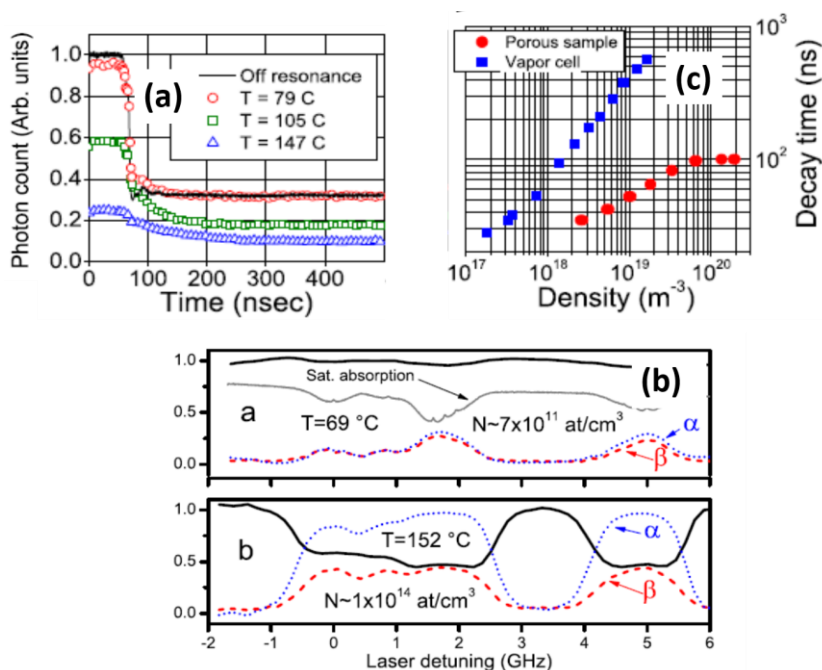 Photon count (Arb. units)
1.0
0.8
0.6
0.4
0.2
0.0
(a)
Off resonance
T = 79 C
T = 105 C
T = 147 C
0 100 200 300 400
Time (nsec)
Porous sample
Vapor cell
(c)
10³
10²
Decay time (ns)
10¹⁷ 10¹⁸ 10¹⁹ 10²⁰
Density (m⁻³)
1.0
0.5
0.0
a
Sat. absorption
(b)
T=69 °C
N~7x10¹¹ at/cm³
α
β
1.0
0.5
0.0
b
T=152 °C
N~1x10¹⁴ at/cm³
α
β
-2 -1 0 1 2 3 4 5 6
Laser detuning (GHz)